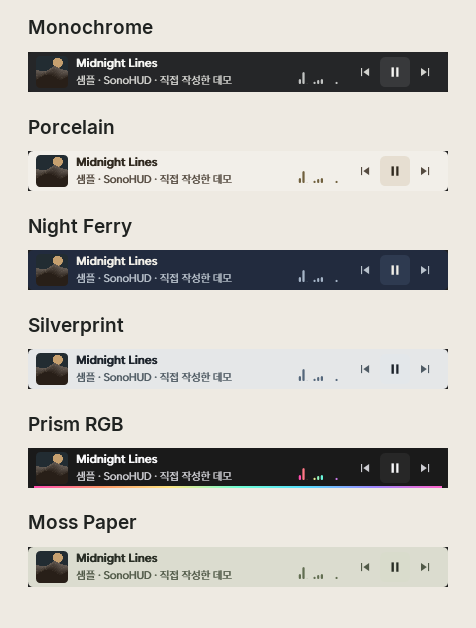 Monochrome
Midnight Lines
샘플 · SonoHUD · 직접 작성한 데모
Porcelain
Midnight Lines
샘플 · SonoHUD · 직접 작성한 데모
Night Ferry
Midnight Lines
샘플 · SonoHUD · 직접 작성한 데모
Silverprint
Midnight Lines
샘플 · SonoHUD · 직접 작성한 데모
Prism RGB
Midnight Lines
샘플 · SonoHUD · 직접 작성한 데모
Moss Paper
Midnight Lines
샘플 · SonoHUD · 직접 작성한 데모